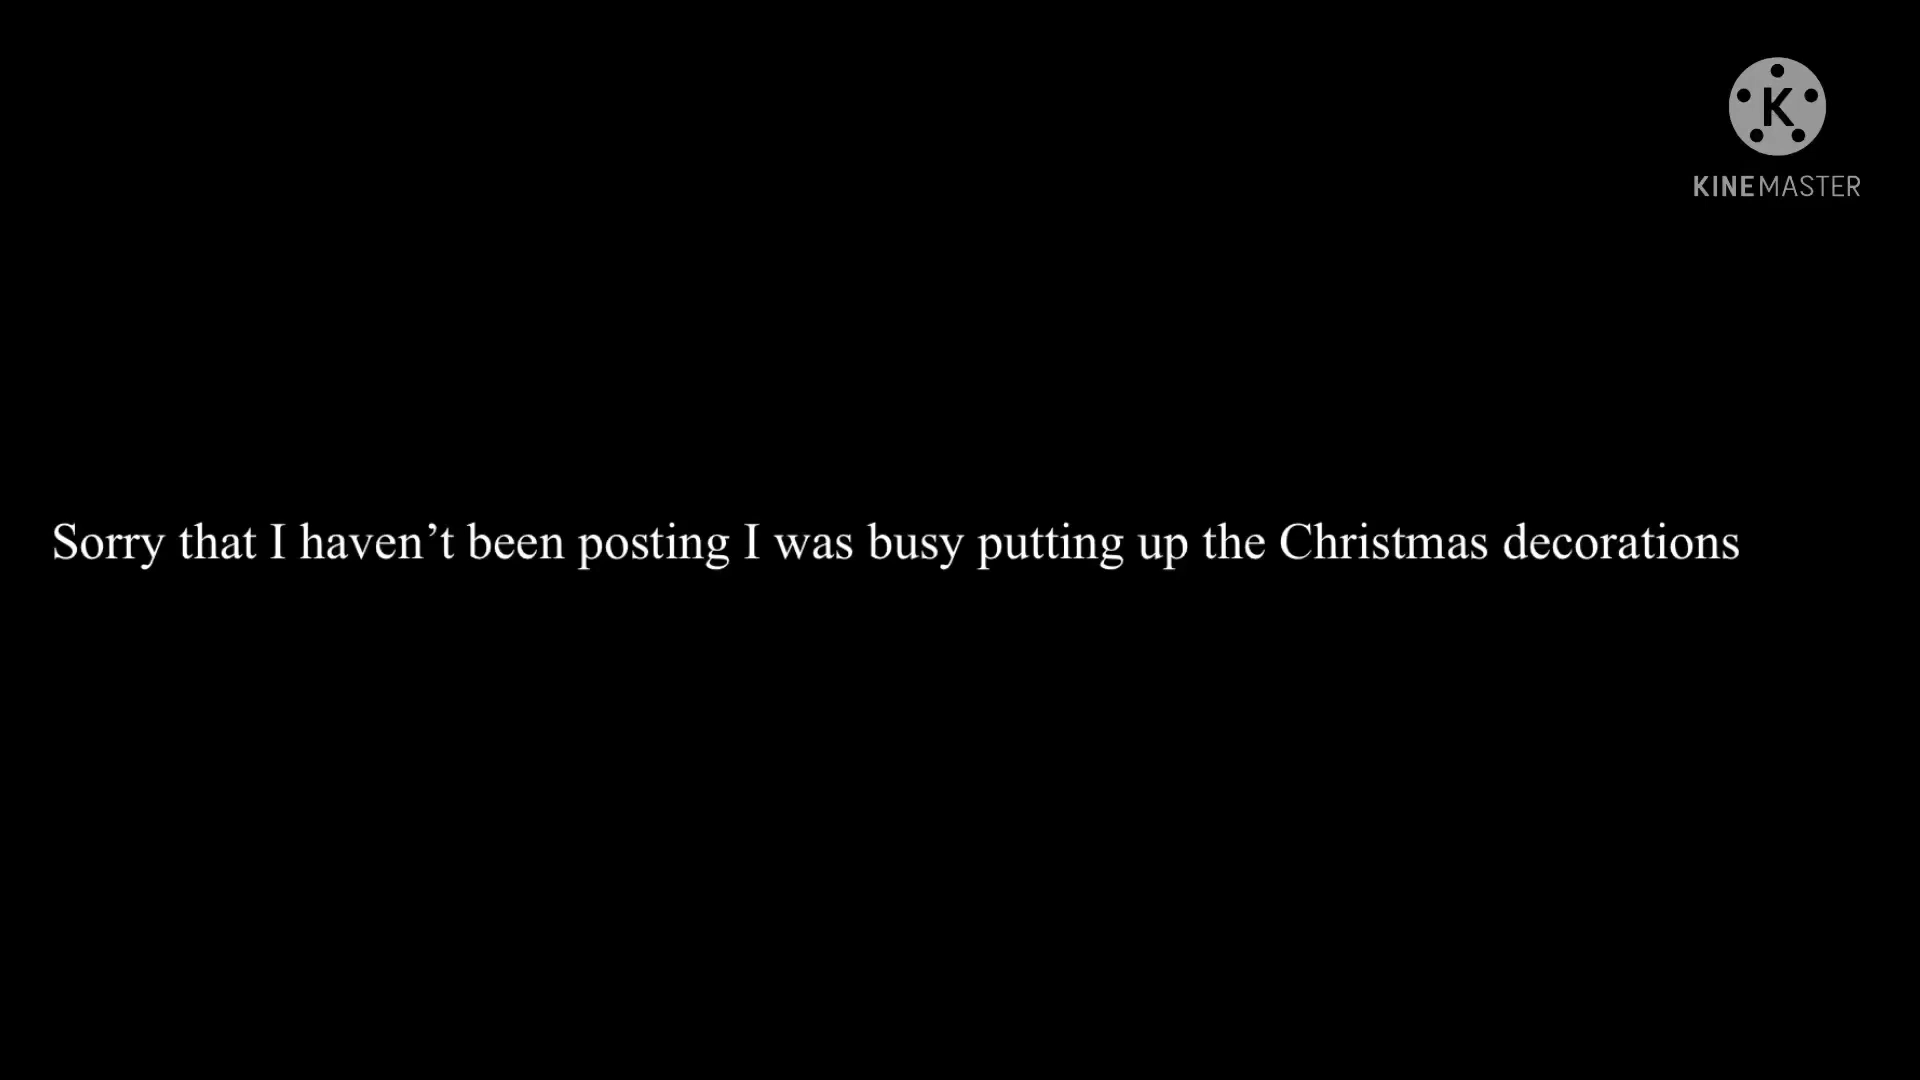 K
KINEMASTER
Sorry that I haven’t been posting I was busy putting up the Christmas decorations